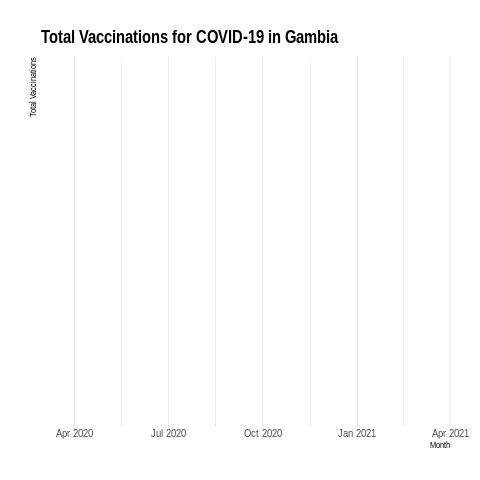 Total Vaccinations for COVID-19 in Gambia
Total Vaccinations
Apr 2020 Jul 2020 Oct 2020 Jan 2021 Apr 2021
Month